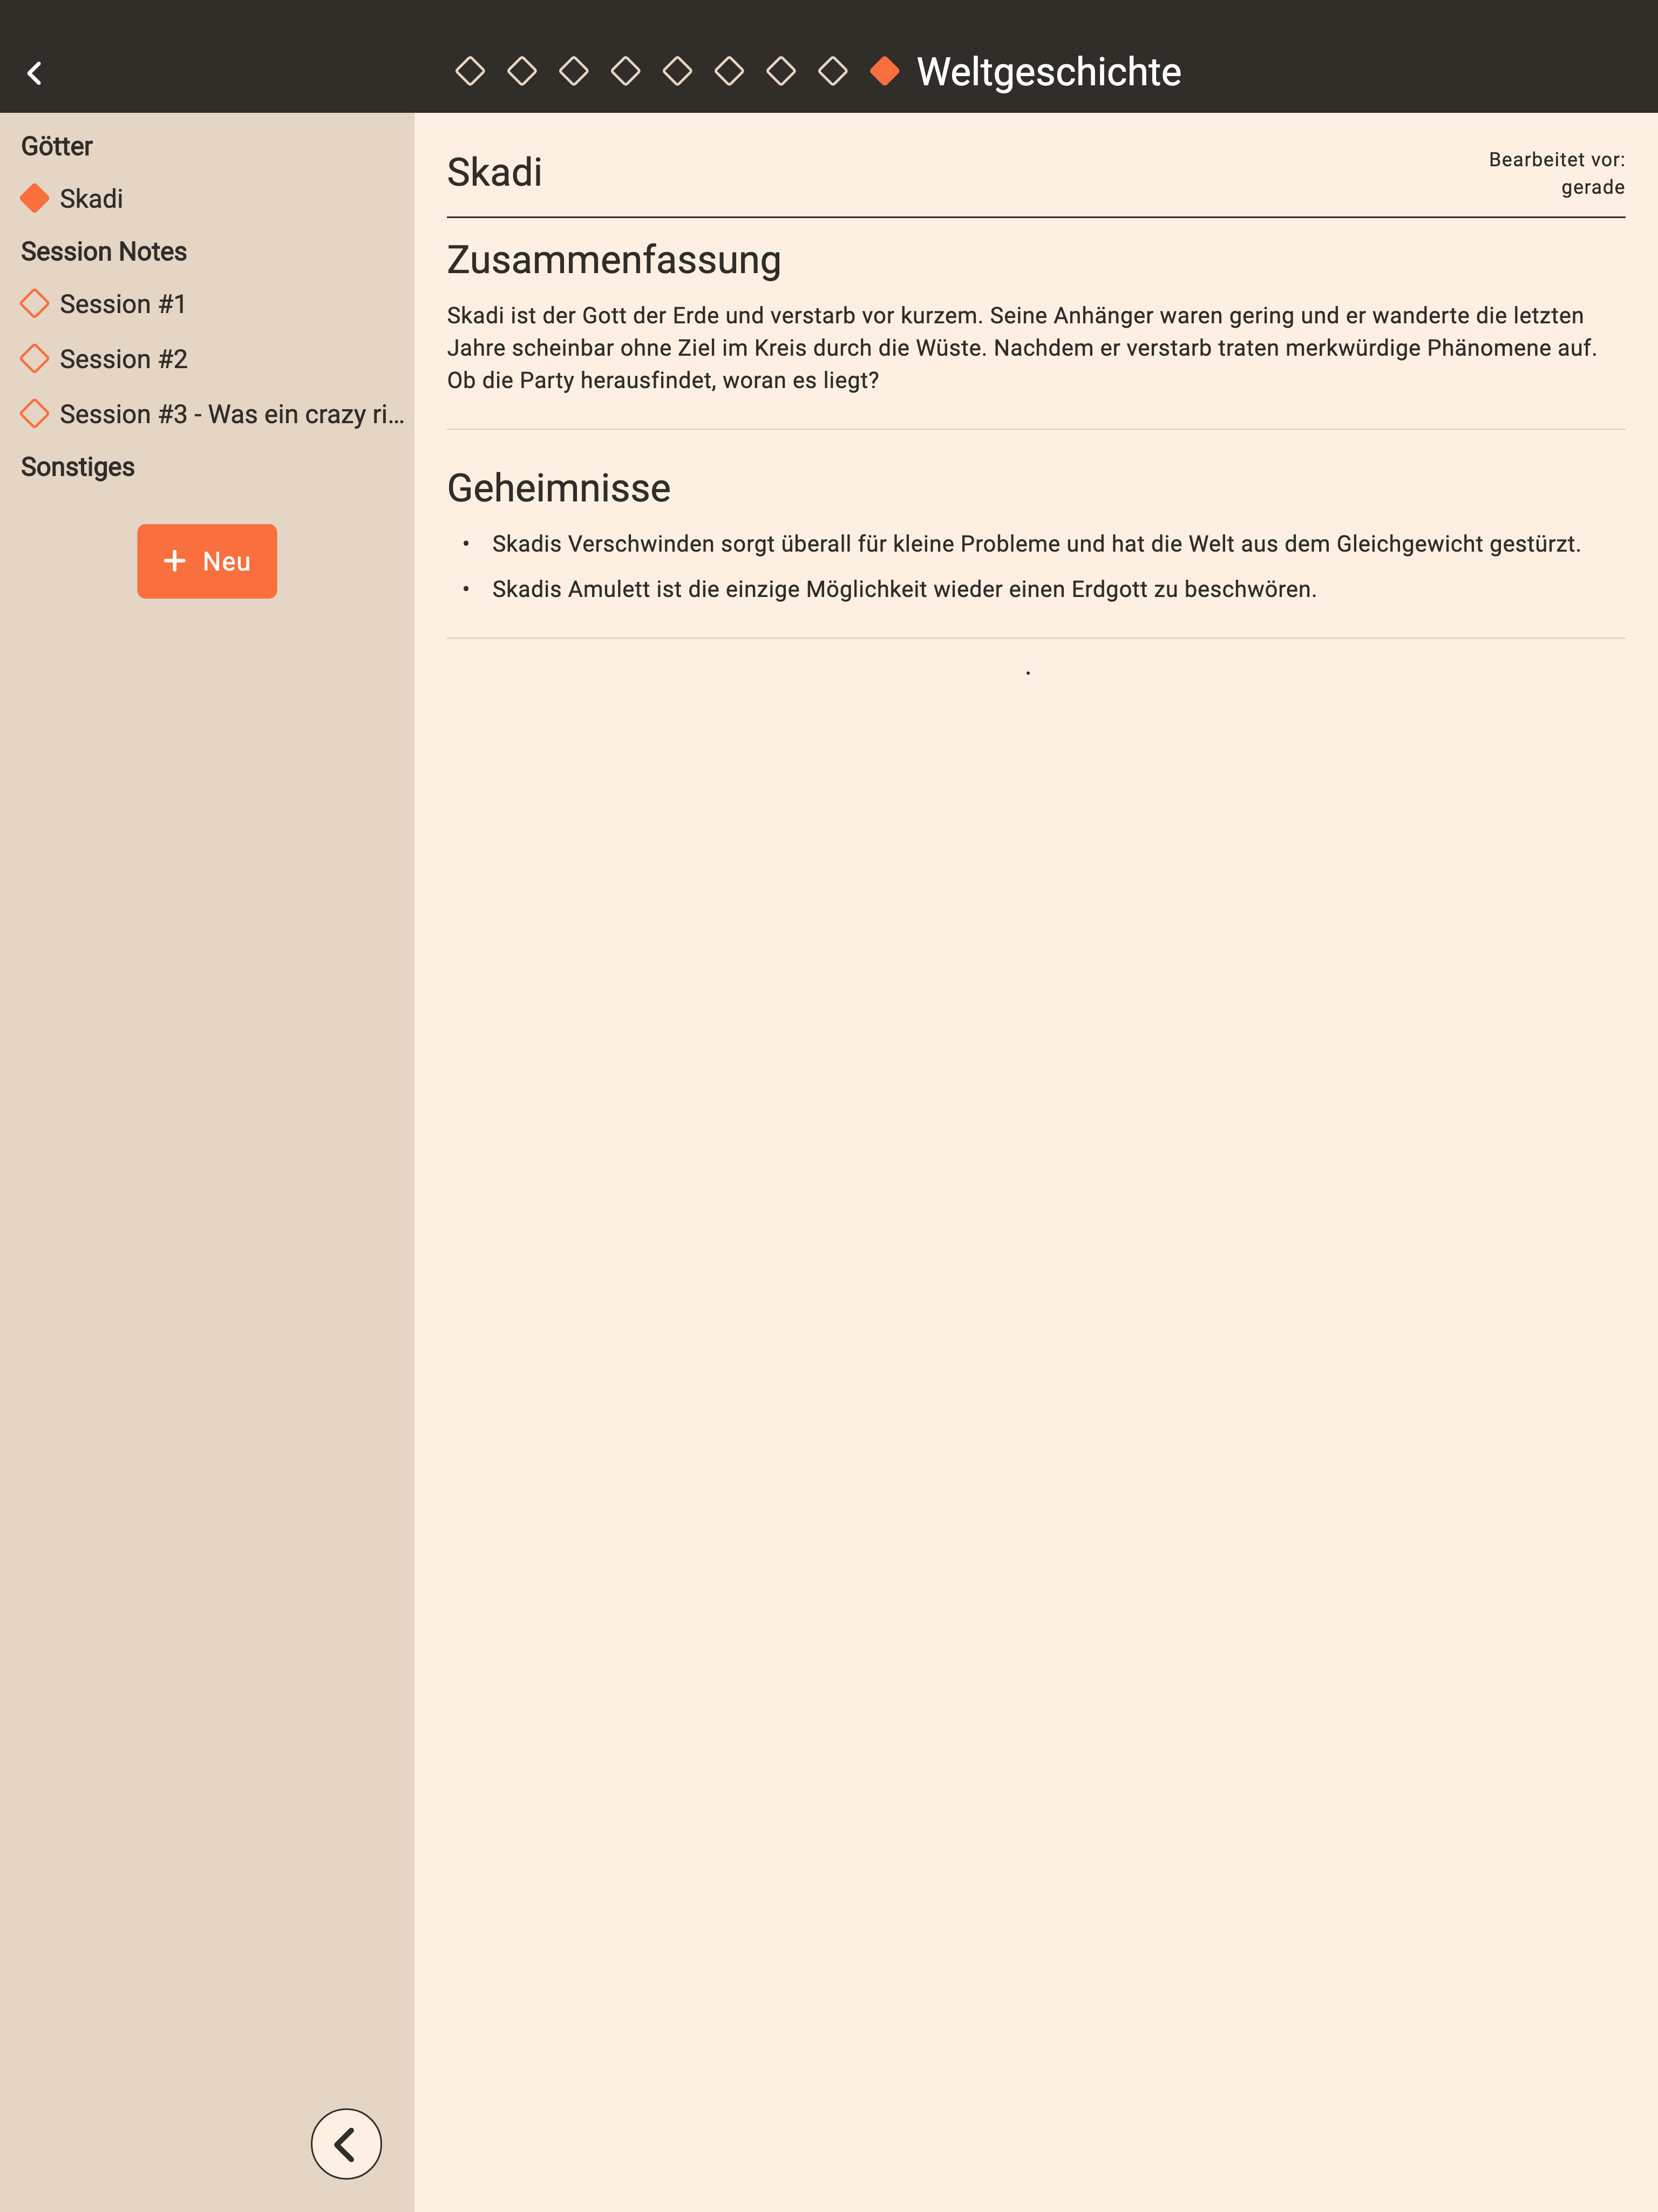 Weltgeschichte
Götter
Skadi
Session Notes
Session #1
Session #2
Session #3 - Was ein crazy ri...
Sonstiges
+ Neu
Skadi
Bearbeitet vor:
gerade
Zusammenfassung
Skadi ist der Gott der Erde und verstarb vor kurzem. Seine Anhänger waren gering und er wanderte die letzten
Jahre scheinbar ohne Ziel im Kreis durch die Wüste. Nachdem er verstarb traten merkwürdige Phänomene auf.
Ob die Party herausfindet, woran es liegt?
Geheimnisse
• Skadis Verschwinden sorgt überall für kleine Probleme und hat die Welt aus dem Gleichgewicht gestürzt.
• Skadis Amulett ist die einzige Möglichkeit wieder einen Erdgott zu beschwören.
.